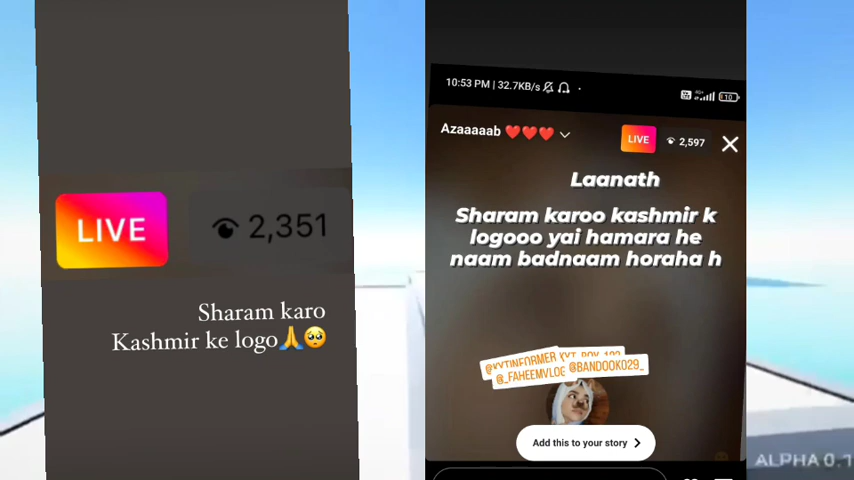 LIVE 2,351
Sharam karo
Kashmir ke logo🙏🥺
10:53 PM | 32.7KB/s
4G+
10
Azaaaaab ❤️❤️❤️
LIVE 2,597
Laanath
Sharam karoo kashmir k
logooo yai hamara he
naam badnaam horaha h
@_FAHEEMVLOG @BANDOOK029_
Add this to your story
ALPHA 0.1